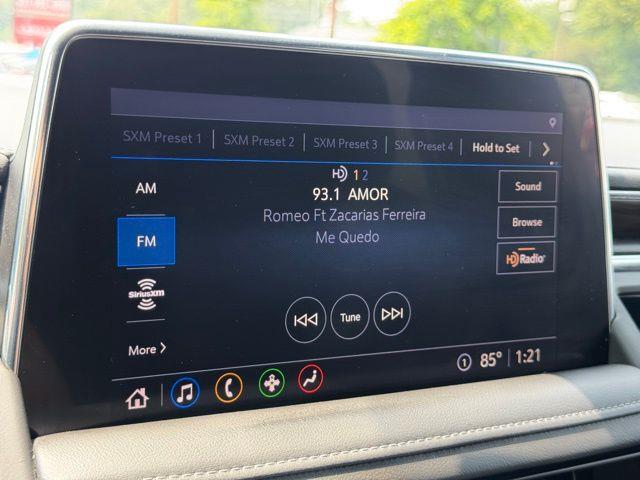 SXM Preset 1 | SXM Preset 2 | SXM Preset 3 | SXM Preset 4 | Hold to Set
HD 1 2
93.1 AMOR
Romeo Ft Zacarias Ferreira
Me Quedo
AM
FM
SiriusXM
More
Sound
Browse
HD Radio
Tune
1 85° 1:21